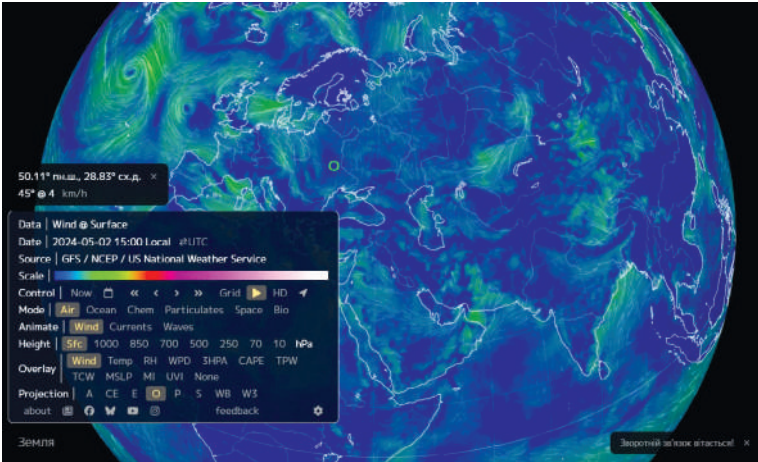 50.11° пн.ш., 28.83° сх.д. ×
45° @ 4 km/h
Data | Wind @ Surface
Date | 2024-05-02 15:00 Local ⇄UTC
Source | GFS / NCEP / US National Weather Service
Scale |
Control | Now « ‹ › » Grid ▶ HD
Mode | Air Ocean Chem Particulates Space Bio
Animate | Wind Currents Waves
Height | Sfc 1000 850 700 500 250 70 10 hPa
Overlay | Wind Temp RH WPD 3HPA CAPE TPW
TCW MSLP MI UVI None
Projection | A CE E O P S WB W3
about feedback
Земля
Зворотній зв'язок вітається! ×